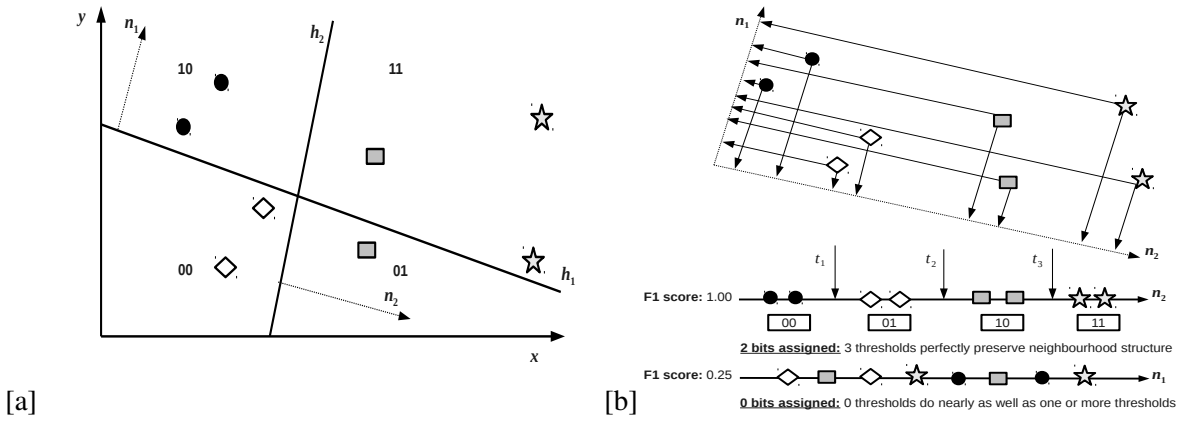 y
n1
h2
10
11
00
01
n2
h1
x
[a]
n1
n2
t1 t2 t3
F1 score: 1.00 n2
00 01 10 11
2 bits assigned: 3 thresholds perfectly preserve neighbourhood structure
F1 score: 0.25 n1
0 bits assigned: 0 thresholds do nearly as well as one or more thresholds
[b]